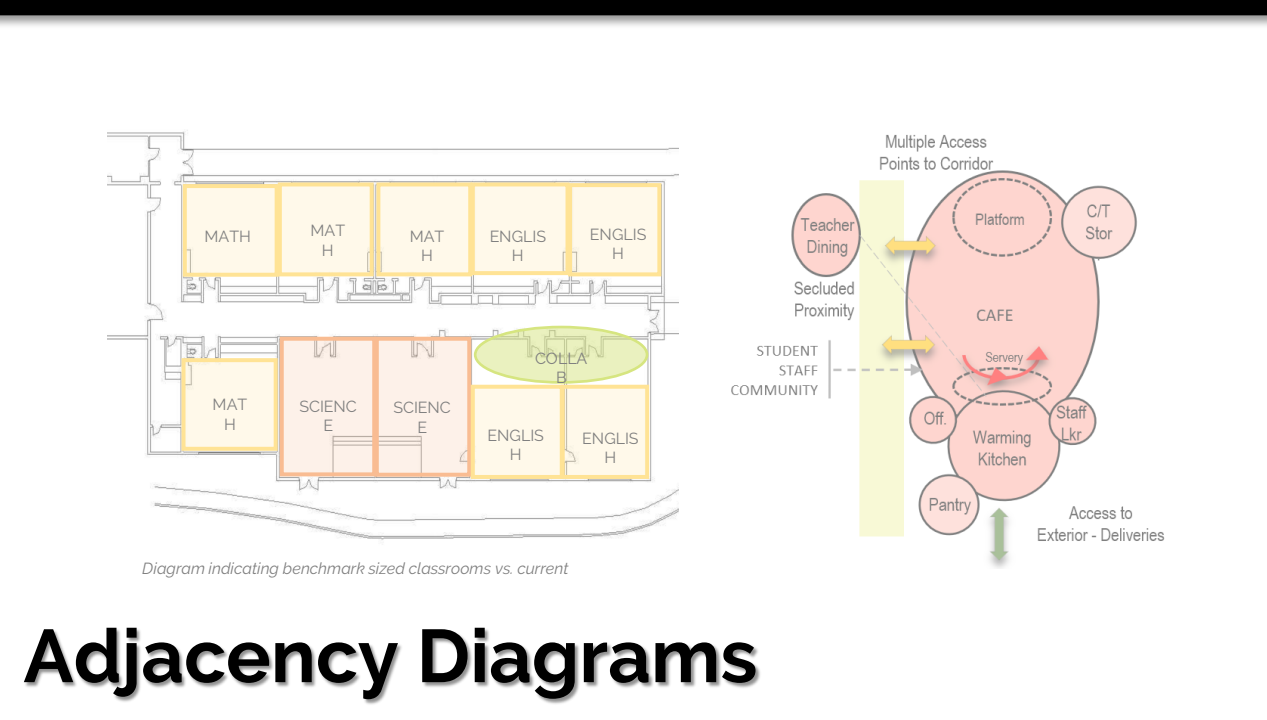 MATH
MAT
H
MAT
H
ENGLIS
H
ENGLIS
H
COLLA
B
MAT
H
SCIENC
E
SCIENC
E
ENGLIS
H
ENGLIS
H
Diagram indicating benchmark sized classrooms vs. current
Multiple Access
Points to Corridor
Platform
C/T
Stor
Teacher
Dining
Secluded
Proximity
CAFE
STUDENT
STAFF
COMMUNITY
Servery
Off.
Staff
Lkr
Warming
Kitchen
Pantry
Access to
Exterior - Deliveries
Adjacency Diagrams